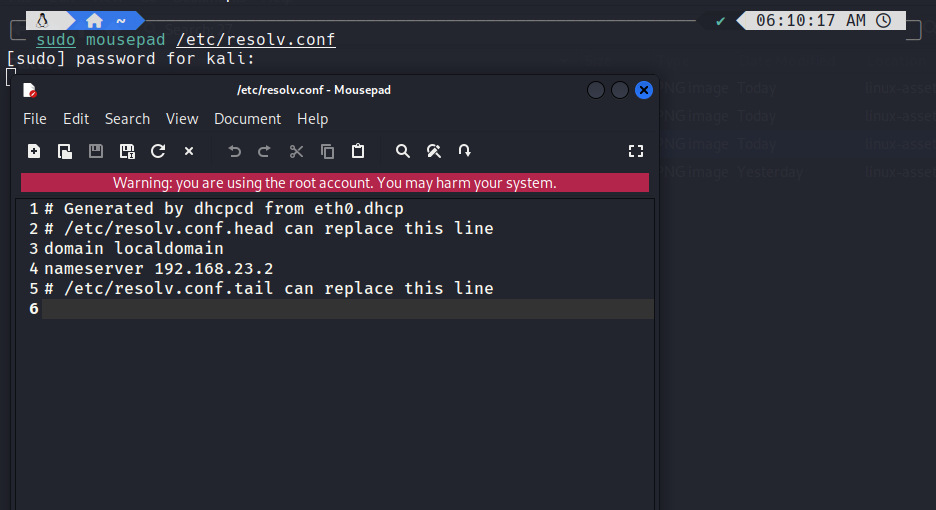 ~
06:10:17 AM
sudo mousepad /etc/resolv.conf
[sudo] password for kali:
/etc/resolv.conf - Mousepad
File Edit Search View Document Help
Warning: you are using the root account. You may harm your system.
1 # Generated by dhcpcd from eth0.dhcp
2 # /etc/resolv.conf.head can replace this line
3 domain localdomain
4 nameserver 192.168.23.2
5 # /etc/resolv.conf.tail can replace this line
6
NG image Today linux-asset
NG image Today linux-asset
NG image Today linux-asset
NG image Yesterday linux-asset